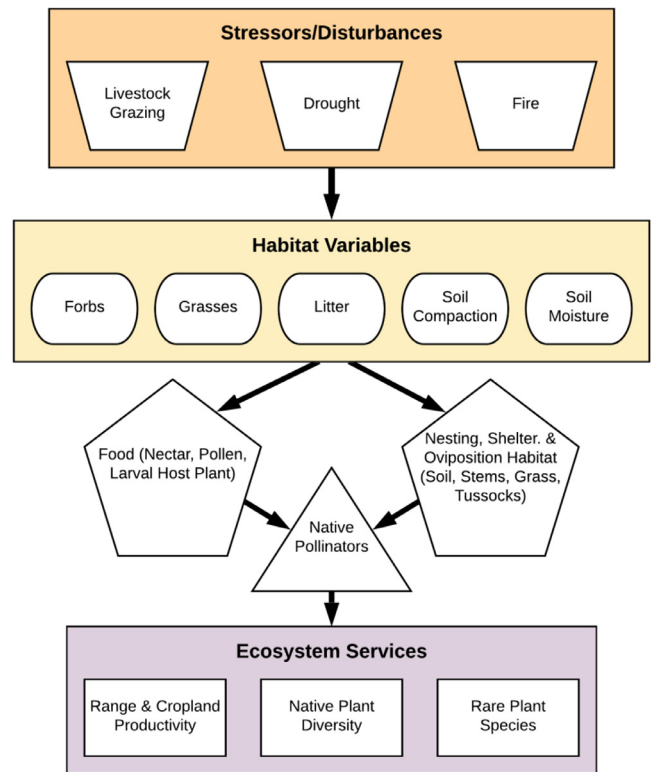 Stressors/Disturbances
Livestock
Grazing
Drought
Fire
Habitat Variables
Forbs
Grasses
Litter
Soil
Compaction
Soil
Moisture
Food (Nectar, Pollen,
Larval Host Plant)
Nesting, Shelter. &
Oviposition Habitat
(Soil, Stems, Grass,
Tussocks)
Native
Pollinators
Ecosystem Services
Range & Cropland
Productivity
Native Plant
Diversity
Rare Plant
Species